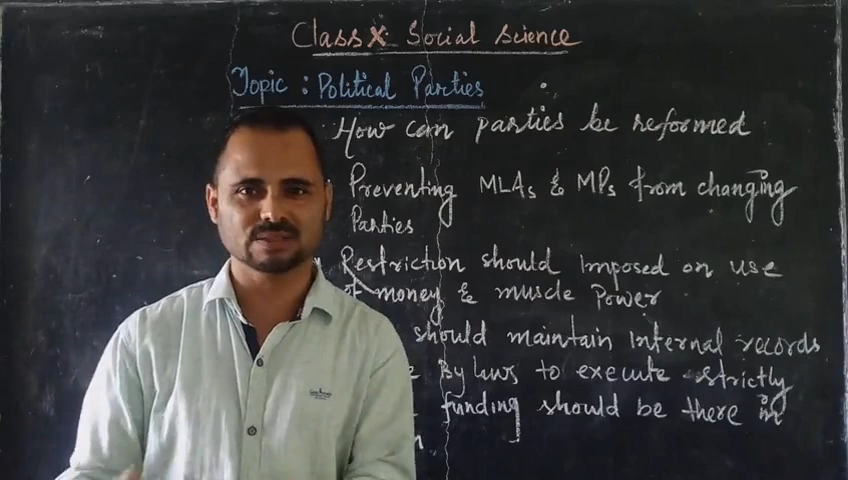 Class X Social Science
Topic : Political Parties
How can parties be reformed
Preventing MLAs & MPs from changing
Parties
Restriction should imposed on use
of money & muscle Power
should maintain internal records
By laws to execute strictly
funding should be there in